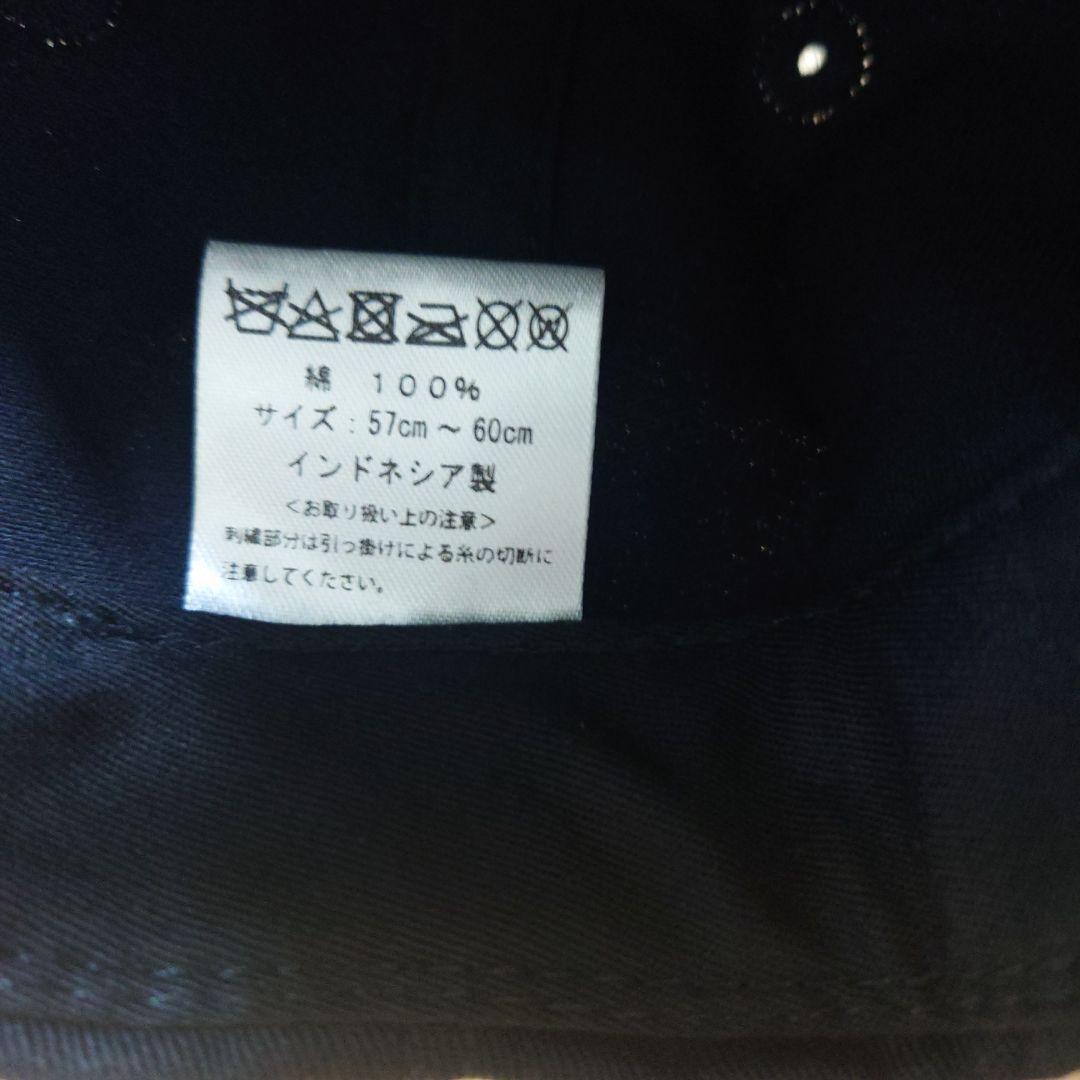 綿 100%
サイズ：57cm～60cm
インドネシア製
＜お取り扱い上の注意＞
刺繍部分は引っ掛けによる糸の切断に
注意してください。